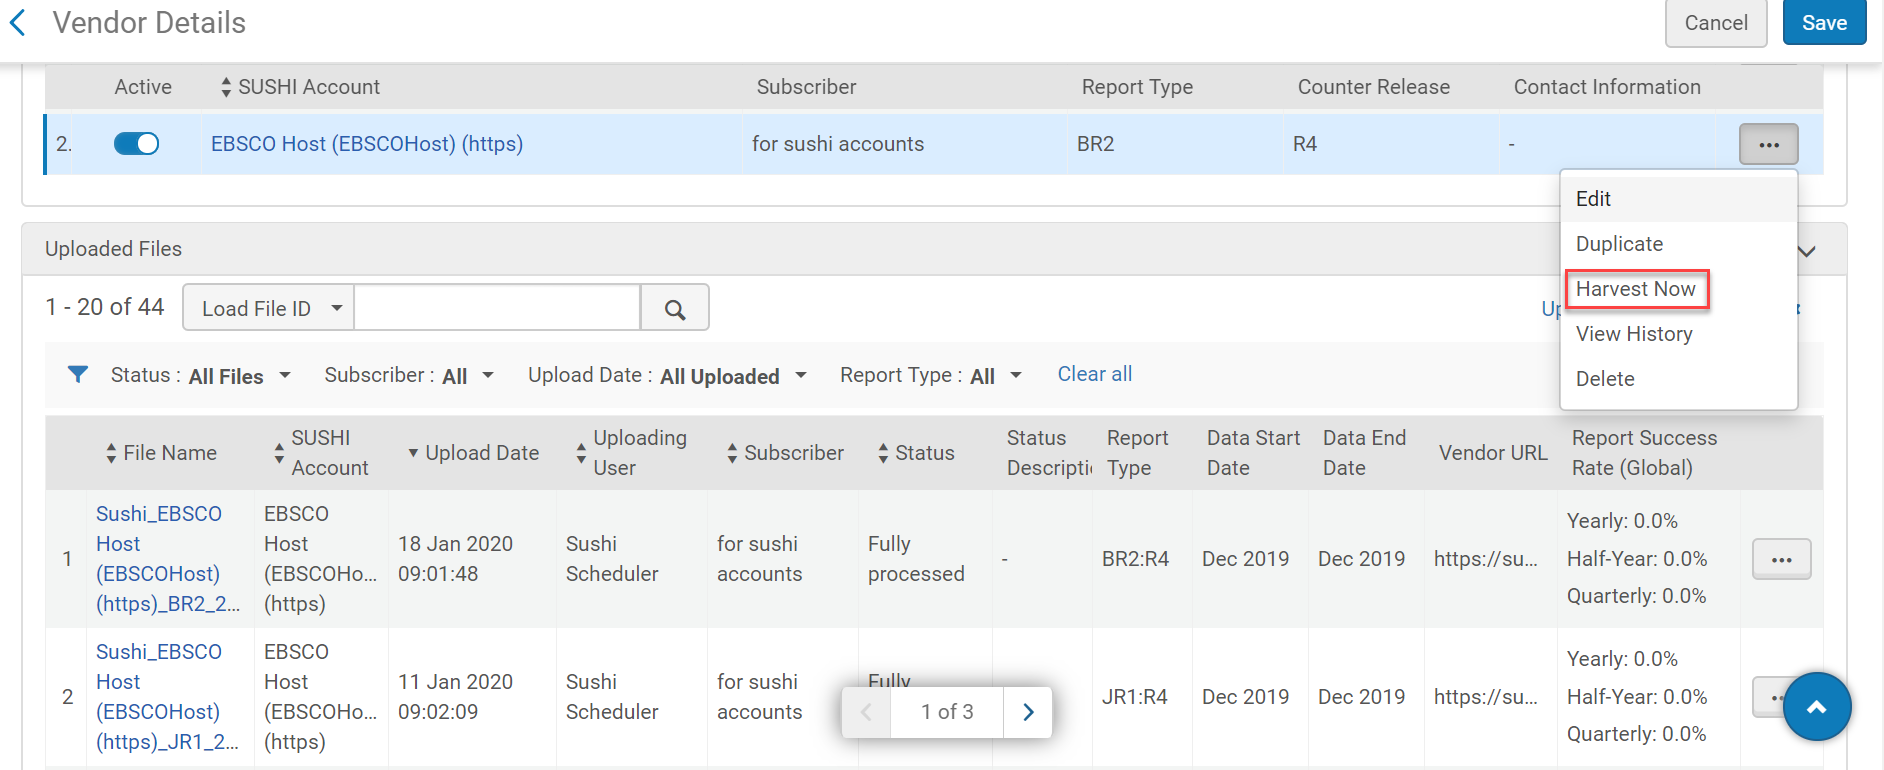 Vendor Details
Cancel
Save
Active
SUSHI Account
Subscriber
Report Type
Counter Release
Contact Information
2.
EBSCO Host (EBSCOHost) (https)
for sushi accounts
BR2
R4
-
Edit
Duplicate
Harvest Now
View History
Delete
Uploaded Files
1 - 20 of 44
Load File ID
Status : All Files
Subscriber : All
Upload Date : All Uploaded
Report Type : All
Clear all
File Name
SUSHI
Account
Upload Date
Uploading
User
Subscriber
Status
Status
Descripti
Report
Type
Data Start
Date
Data End
Date
Vendor URL
Report Success
Rate (Global)
1
Sushi_EBSCO
Host
(EBSCOHost)
(https)_BR2_2...
EBSCO
Host
(EBSCOHo...
(https)
18 Jan 2020
09:01:48
Sushi
Scheduler
for sushi
accounts
Fully
processed
-
BR2:R4
Dec 2019
Dec 2019
https://su...
Yearly: 0.0%
Half-Year: 0.0%
Quarterly: 0.0%
2
Sushi_EBSCO
Host
(EBSCOHost)
(https)_JR1_2...
EBSCO
Host
(EBSCOHo...
(https)
11 Jan 2020
09:02:09
Sushi
Scheduler
for sushi
accounts
Fully
JR1:R4
Dec 2019
Dec 2019
https://su...
Yearly: 0.0%
Half-Year: 0.0%
Quarterly: 0.0%
1 of 3